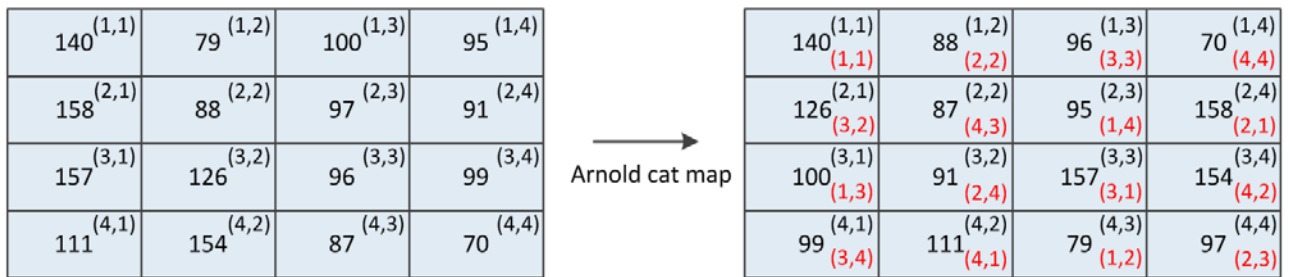 140 (1,1) 79 (1,2) 100 (1,3) 95 (1,4)
158 (2,1) 88 (2,2) 97 (2,3) 91 (2,4)
157 (3,1) 126 (3,2) 96 (3,3) 99 (3,4)
111 (4,1) 154 (4,2) 87 (4,3) 70 (4,4)
Arnold cat map
140 (1,1) 88 (1,2) 96 (1,3) 70 (1,4)
(1,1) (2,2) (3,3) (4,4)
126 (2,1) 87 (2,2) 95 (2,3) 158 (2,4)
(3,2) (4,3) (1,4) (2,1)
100 (3,1) 91 (3,2) 157 (3,3) 154 (3,4)
(1,3) (2,4) (3,1) (4,2)
99 (4,1) 111 (4,2) 79 (4,3) 97 (4,4)
(3,4) (4,1) (1,2) (2,3)